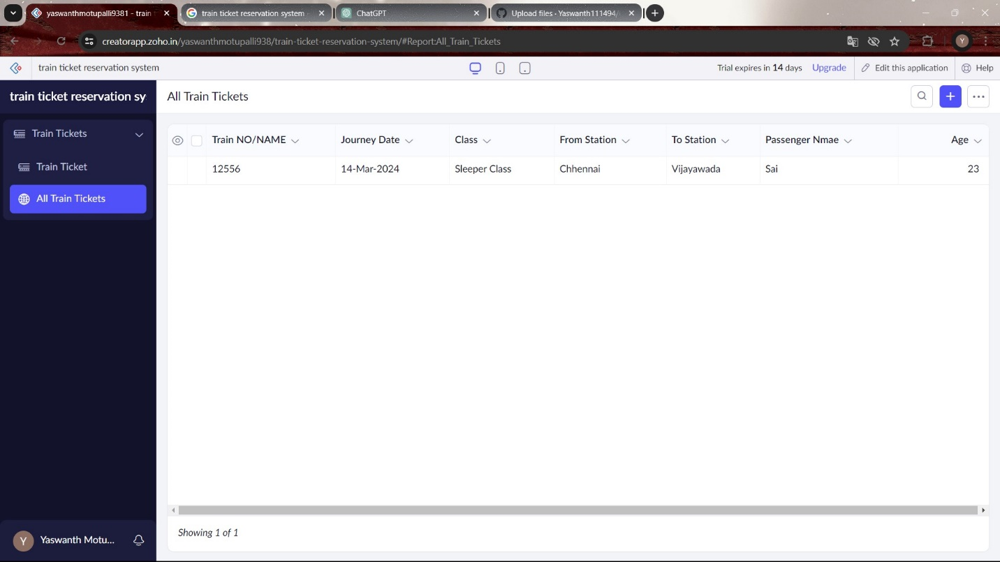 yaswanthmotupalli9381 - train t
train ticket reservation system
ChatGPT
Upload files · Yaswanth111494/
creatorapp.zoho.in/yaswanthmotupalli938/train-ticket-reservation-system/#Report:All_Train_Tickets
Y
train ticket reservation system
Trial expires in 14 days
Upgrade
Edit this application
Help
train ticket reservation sy
All Train Tickets
Train Tickets
Train Ticket
All Train Tickets
Train NO/NAME Journey Date Class From Station To Station Passenger Nmae Age
12556 14-Mar-2024 Sleeper Class Chhennai Vijayawada Sai 23
Showing 1 of 1
Y Yaswanth Motu...